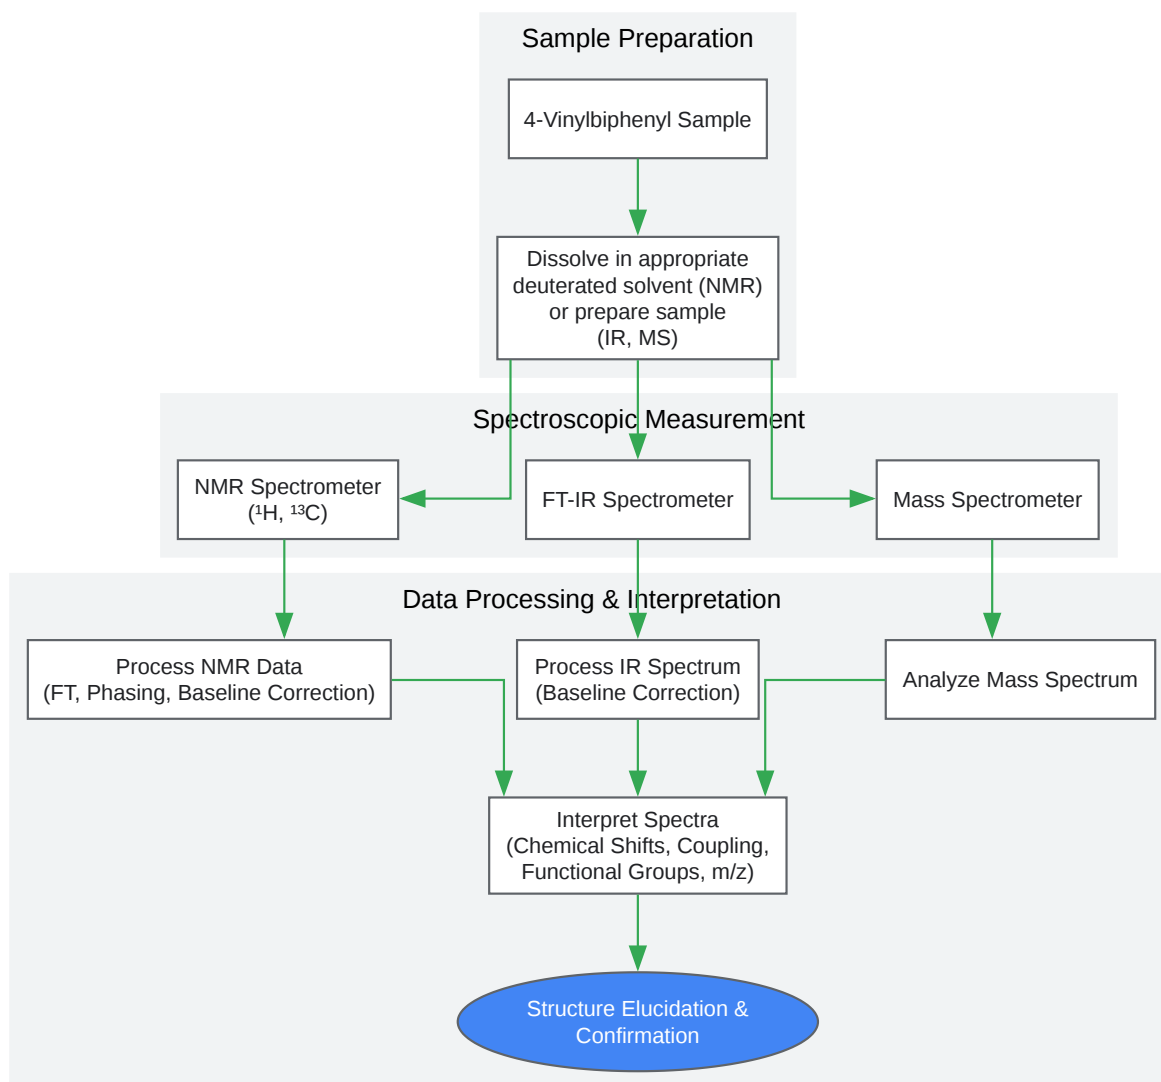 Sample Preparation
4-Vinylbiphenyl Sample
Dissolve in appropriate
deuterated solvent (NMR)
or prepare sample
(IR, MS)
Spectroscopic Measurement
NMR Spectrometer
(¹H, ¹³C)
FT-IR Spectrometer
Mass Spectrometer
Data Processing & Interpretation
Process NMR Data
(FT, Phasing, Baseline Correction)
Process IR Spectrum
(Baseline Correction)
Analyze Mass Spectrum
Interpret Spectra
(Chemical Shifts, Coupling,
Functional Groups, m/z)
Structure Elucidation &
Confirmation